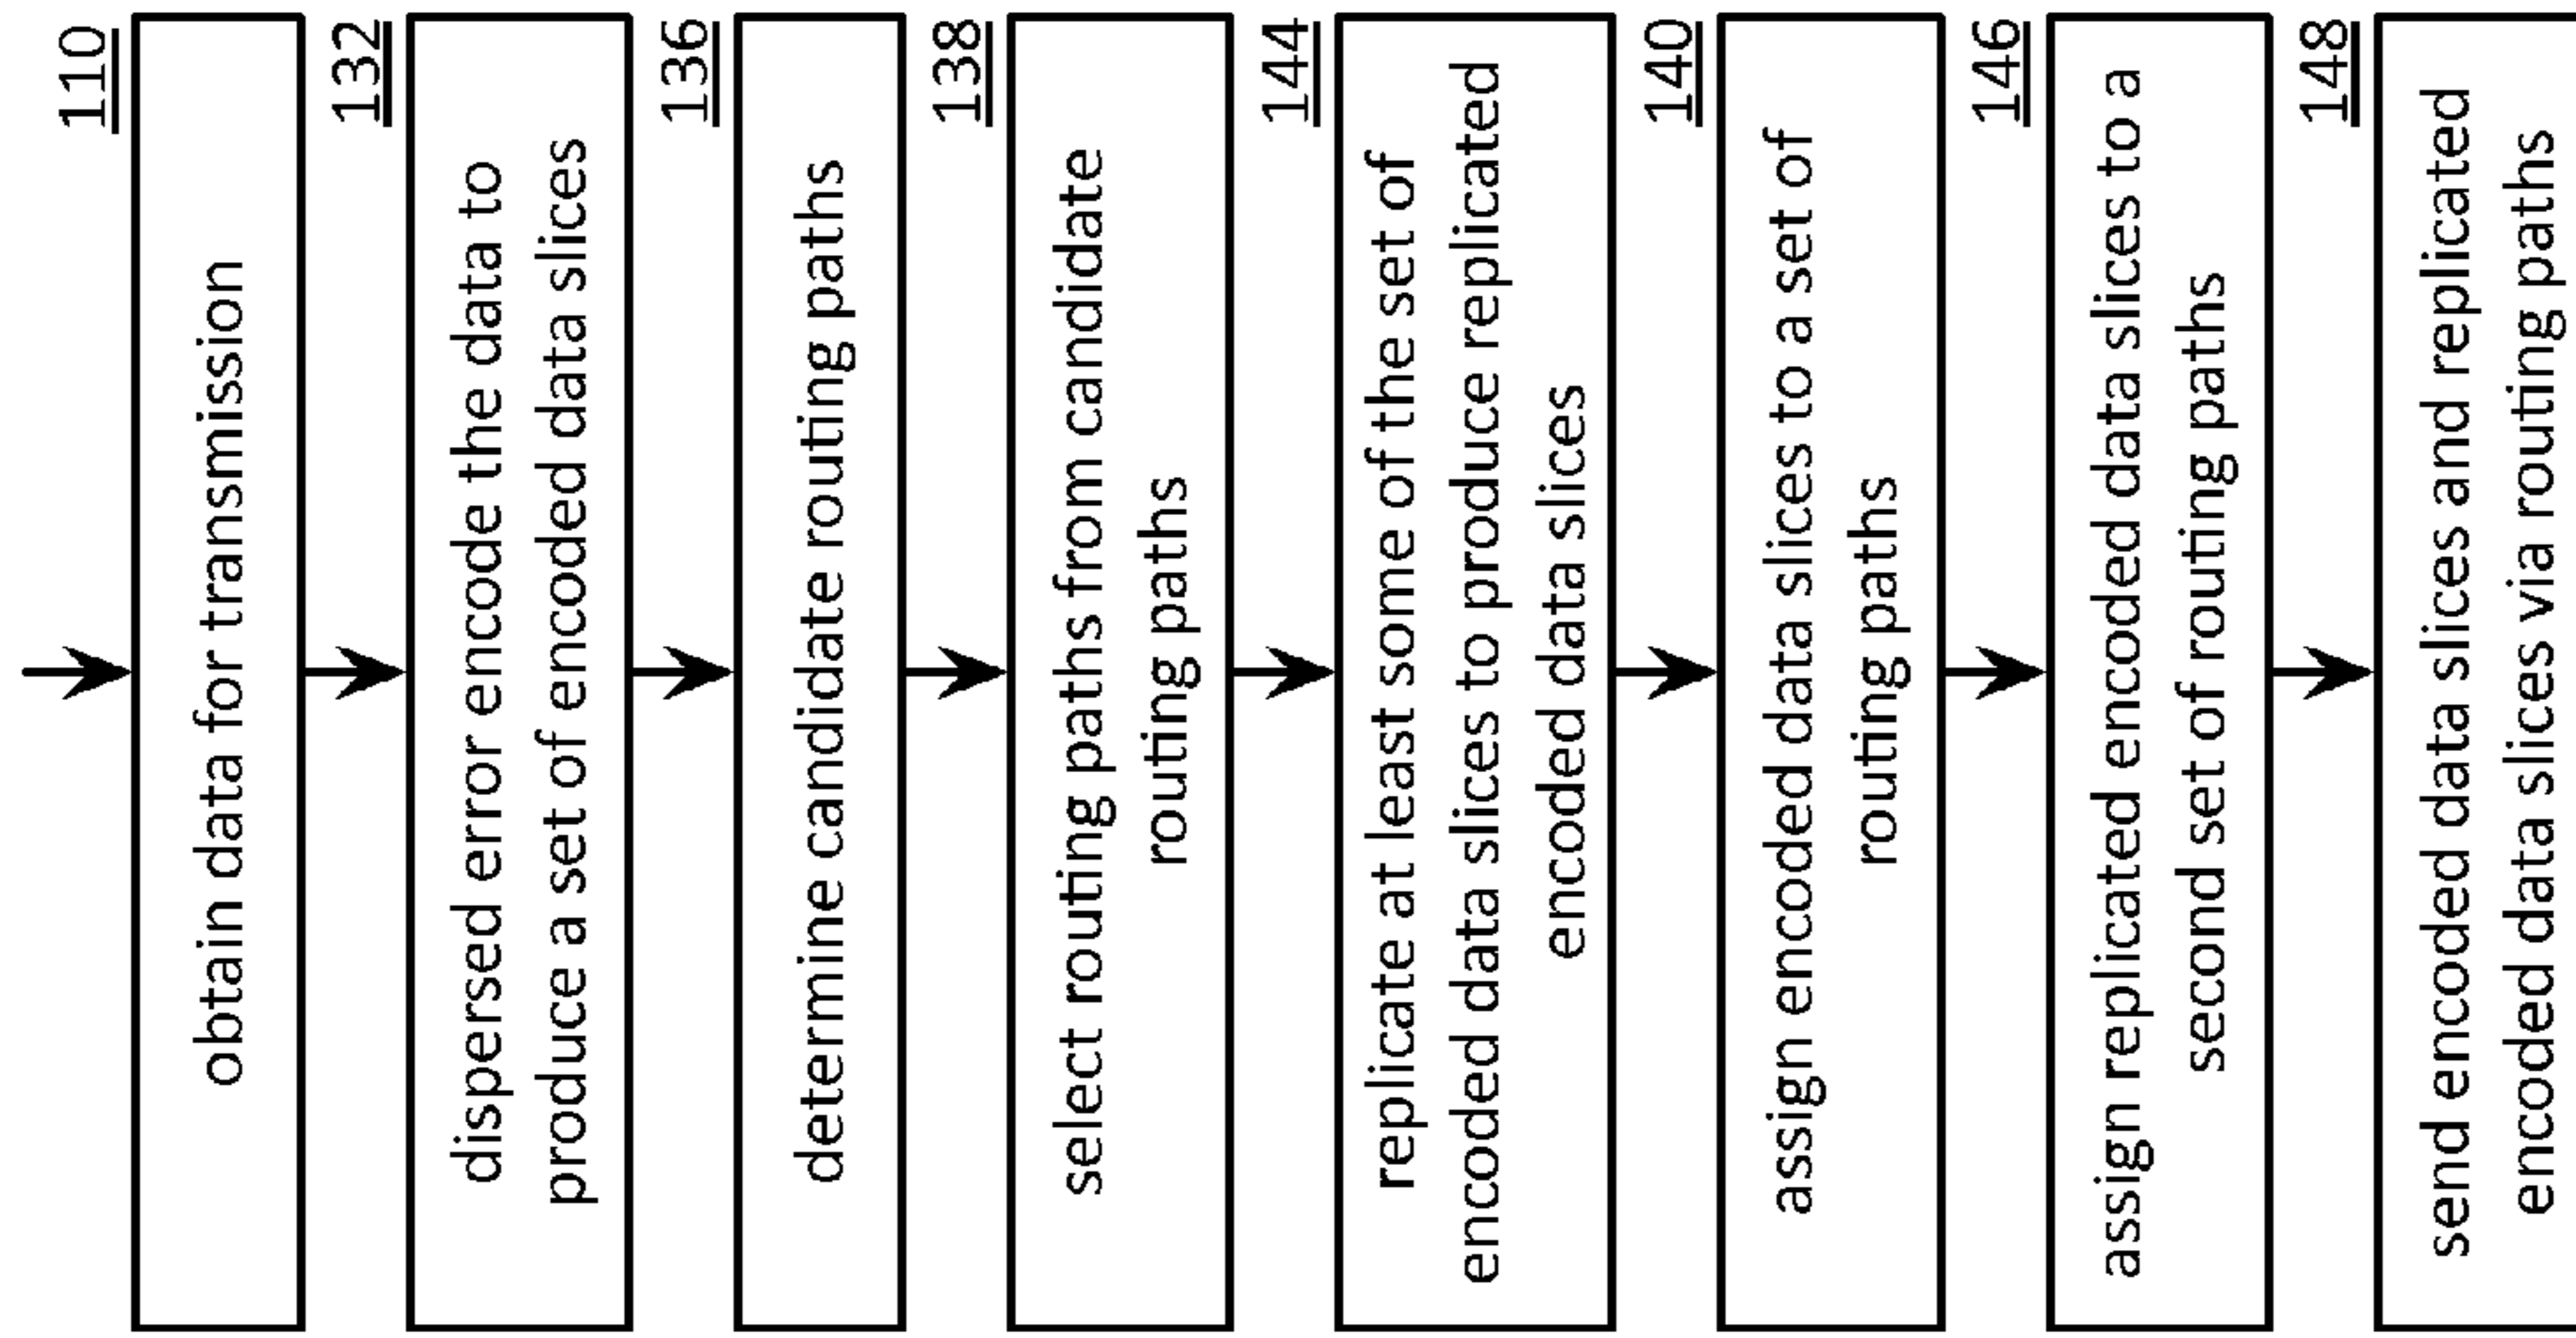 110
obtain data for transmission
132
dispersed error encode the data to
produce a set of encoded data slices
136
determine candidate routing paths
138
select routing paths from candidate
routing paths
144
replicate at least some of the set of
encoded data slices to produce replicated
encoded data slices
140
assign encoded data slices to a set of
routing paths
146
assign replicated encoded data slices to a
second set of routing paths
148
send encoded data slices and replicated
encoded data slices via routing paths